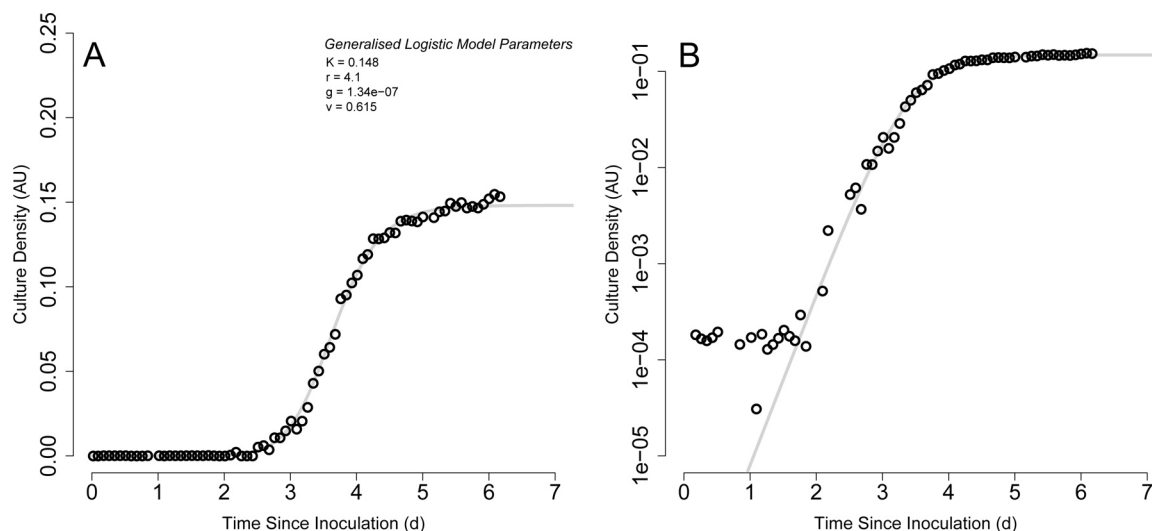 A
Generalised Logistic Model Parameters
K = 0.148
r = 4.1
g = 1.34e−07
v = 0.615
Culture Density (AU)
0.25
0.20
0.15
0.10
0.05
0.00
0 1 2 3 4 5 6 7
Time Since Inoculation (d)
B
Culture Density (AU)
1e−01
1e−02
1e−03
1e−04
1e−05
0 1 2 3 4 5 6 7
Time Since Inoculation (d)